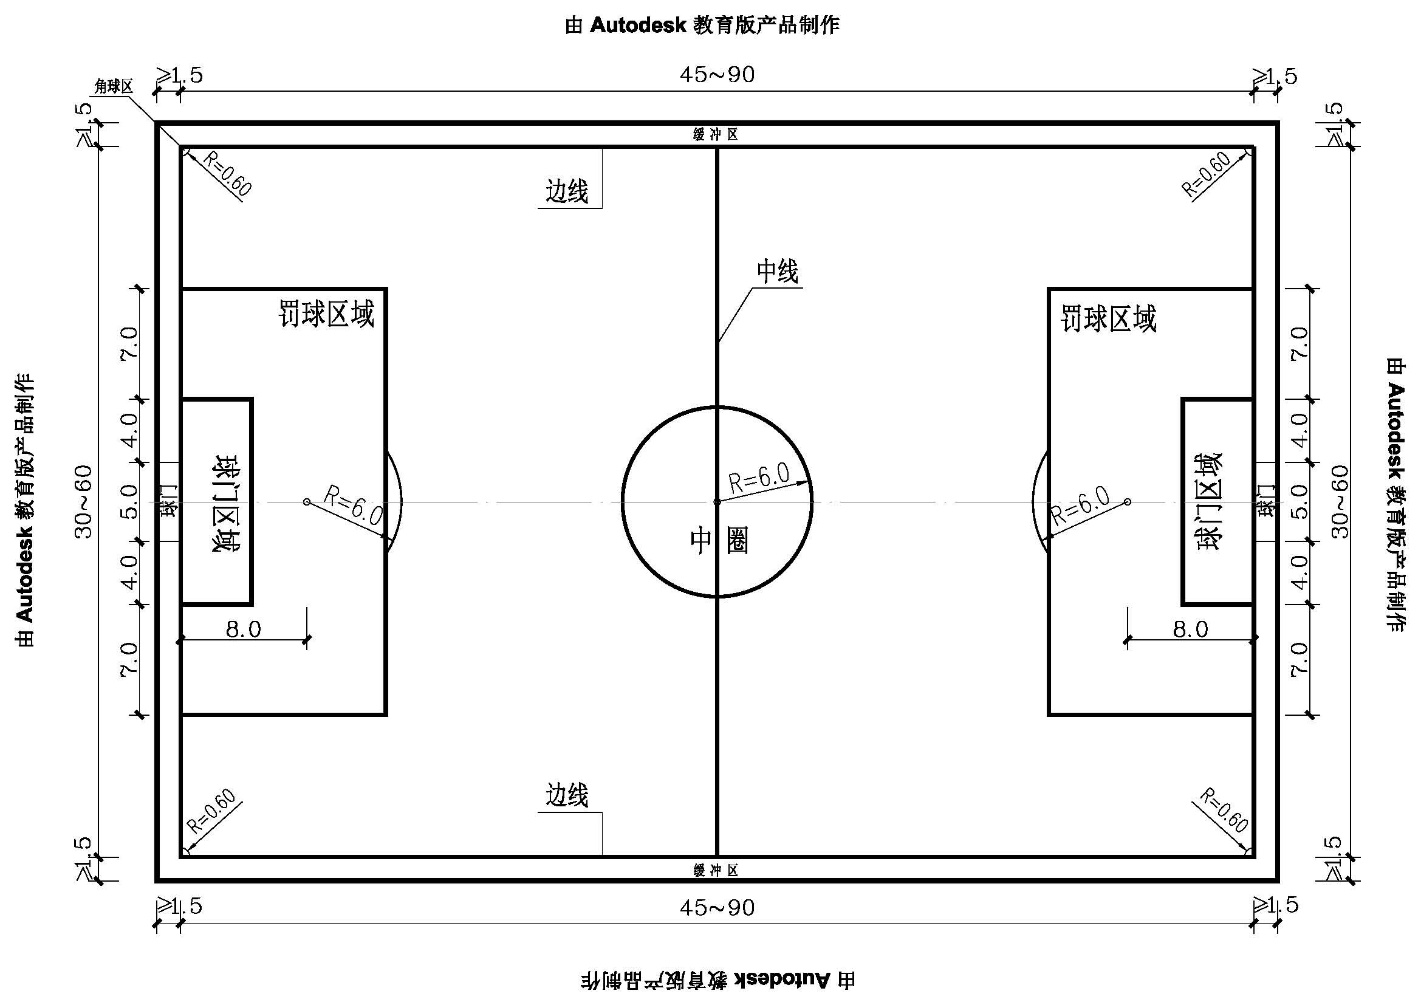 由 Autodesk 教育版产品制作
≥1.5
45~90
≥1.5
角球区
≥1.5
≥1.5
缓冲区
R=0.60
R=0.60
边线
中线
罚球区域
罚球区域
7.0
7.0
由 Autodesk 教育版产品制作
由 Autodesk 教育版产品制作
4.0
4.0
30~60
5.0
球门
球门区域
R=6.0
R=6.0
中圈
R=6.0
球门区域
球门
5.0
30~60
4.0
4.0
8.0
8.0
7.0
7.0
边线
R=0.60
R=0.60
≥1.5
≥1.5
缓冲区
≥1.5
45~90
≥1.5
由 Autodesk 教育版产品制作